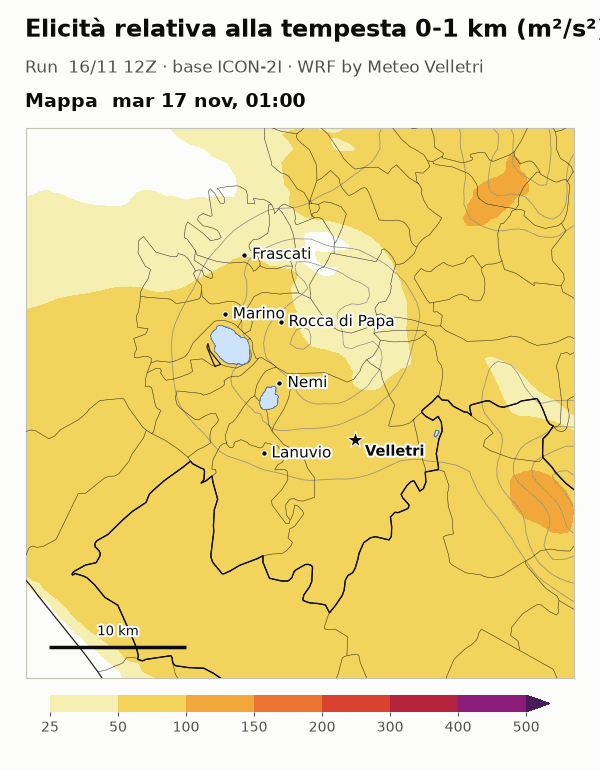 Elicità relativa alla tempesta 0-1 km (m²/s²)
Run 16/11 12Z · base ICON-2I · WRF by Meteo Velletri
Mappa mar 17 nov, 01:00
Frascati
Marino
Rocca di Papa
Nemi
Velletri
Lanuvio
10 km
25 50 100 150 200 300 400 500